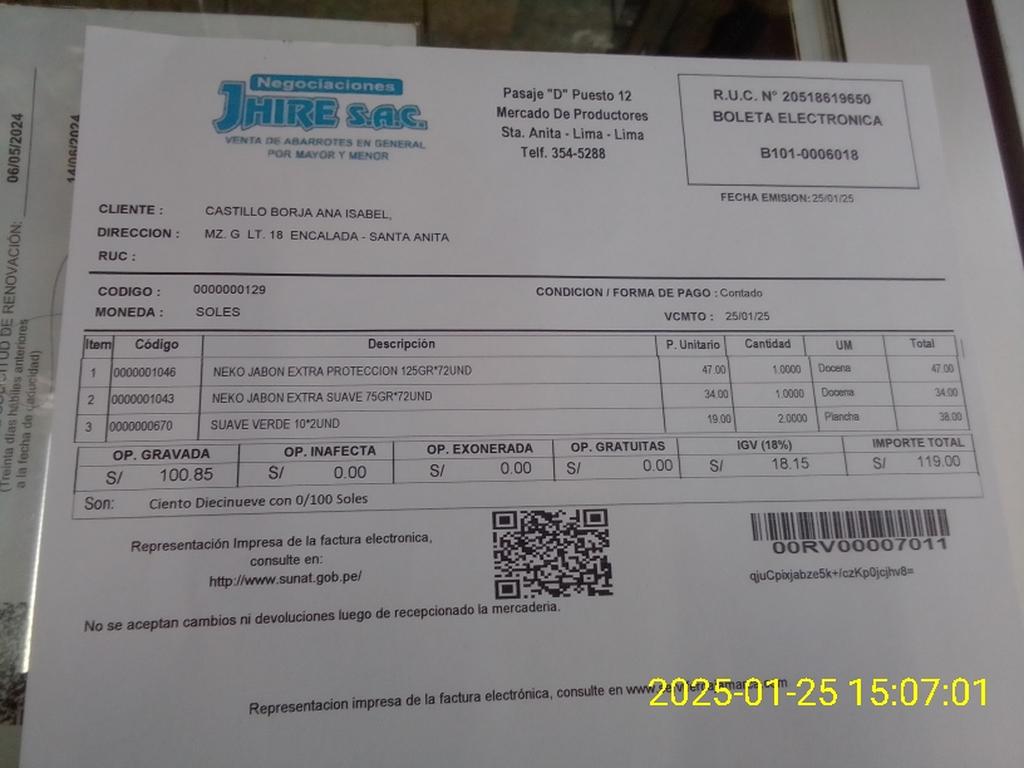 Negociaciones
JHIRE S.A.C.
VENTA DE ABARROTES EN GENERAL
POR MAYOR Y MENOR
Pasaje "D" Puesto 12
Mercado De Productores
Sta. Anita - Lima - Lima
Telf. 354-5288
R.U.C. N° 20518619650
BOLETA ELECTRONICA
B101-0006018
FECHA EMISION: 25/01/25
CLIENTE : CASTILLO BORJA ANA ISABEL,
DIRECCION : MZ. G LT. 18 ENCALADA - SANTA ANITA
RUC :
CODIGO : 0000000129 CONDICION / FORMA DE PAGO : Contado
MONEDA : SOLES VCMTO : 25/01/25
Item Código Descripción P. Unitario Cantidad UM Total
1 0000001046 NEKO JABON EXTRA PROTECCION 125GR*72UND 47.00 1.0000 Docena 47.00
2 0000001043 NEKO JABON EXTRA SUAVE 75GR*72UND 34.00 1.0000 Docena 34.00
3 0000000670 SUAVE VERDE 10*2UND 19.00 2.0000 Plancha 38.00
OP. GRAVADA OP. INAFECTA OP. EXONERADA OP. GRATUITAS IGV (18%) IMPORTE TOTAL
S/ 100.85 S/ 0.00 S/ 0.00 S/ 0.00 S/ 18.15 S/ 119.00
Son: Ciento Diecinueve con 0/100 Soles
Representación Impresa de la factura electronica,
consulte en:
http://www.sunat.gob.pe/
00RV00007011
qjuCpixjabze5k+/czKp0jcjhv8=
No se aceptan cambios ni devoluciones luego de recepcionado la mercaderia.
Representacion impresa de la factura electrónica, consulte en
2025-01-25 15:07:01
06/05/2024
14/06/2024
DE RENOVACIÓN:
(Treinta días hábiles anteriores
a la fecha de caducidad)